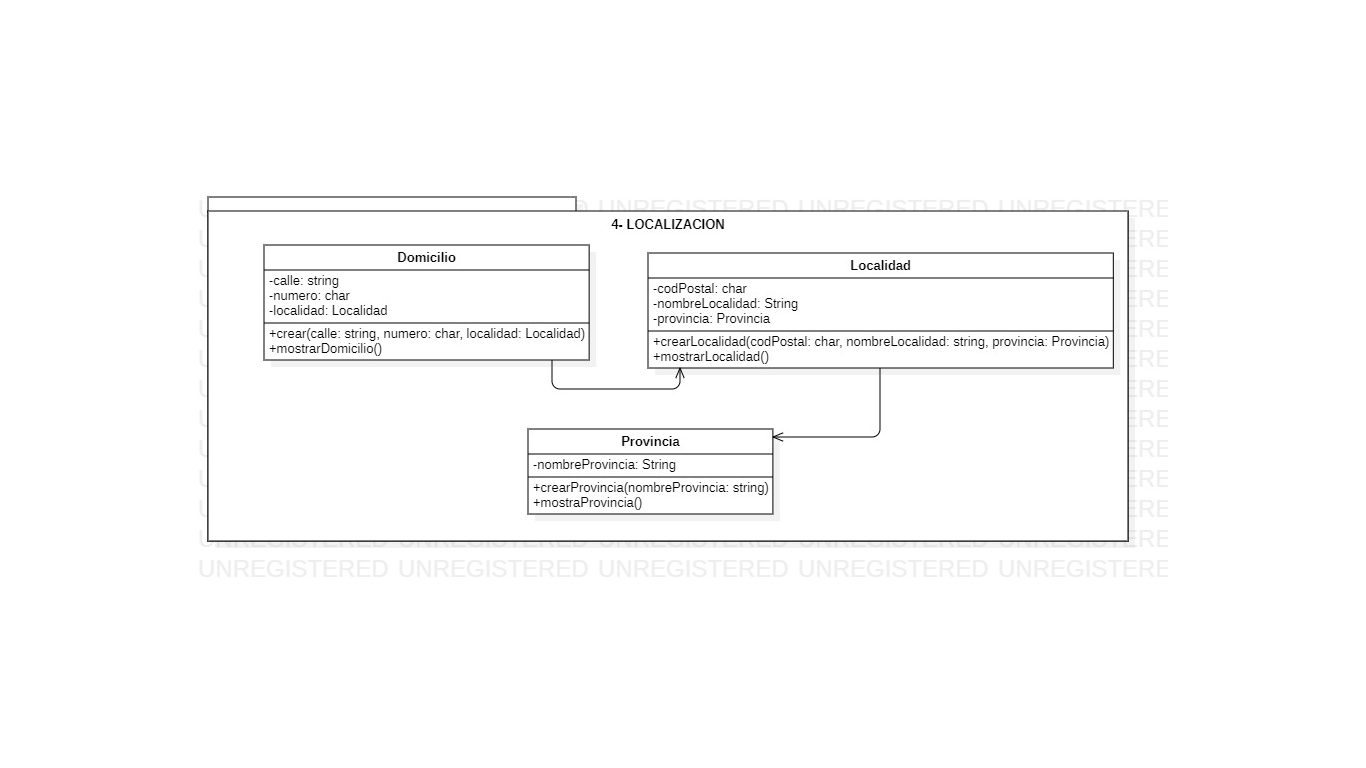 4- LOCALIZACION
Domicilio
-calle: string
-numero: char
-localidad: Localidad
+crear(calle: string, numero: char, localidad: Localidad)
+mostrarDomicilio()
Localidad
-codPostal: char
-nombreLocalidad: String
-provincia: Provincia
+crearLocalidad(codPostal: char, nombreLocalidad: string, provincia: Provincia)
+mostrarLocalidad()
Provincia
-nombreProvincia: String
+crearProvincia(nombreProvincia: string)
+mostraProvincia()
UNREGISTERED UNREGISTERED UNREGISTERED UNREGISTERED UNREGISTERE